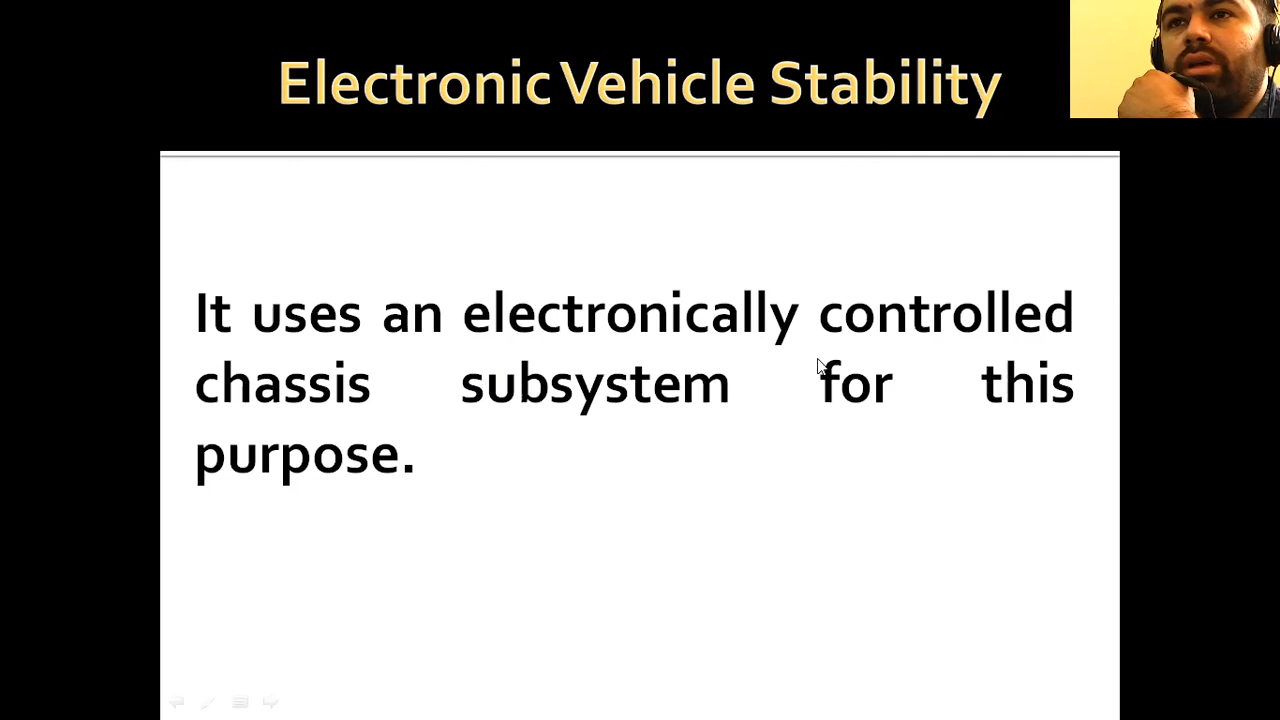 Electronic Vehicle Stability
It uses an electronically controlled
chassis subsystem for this
purpose.